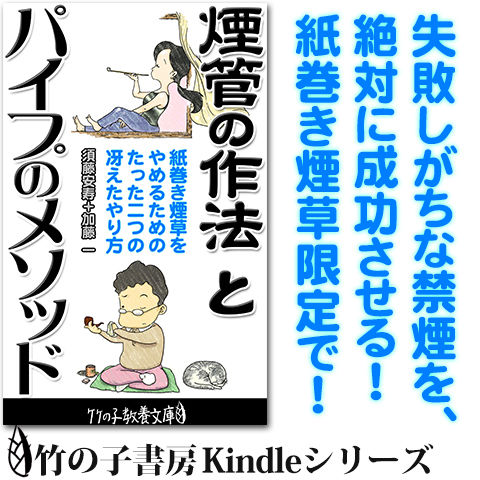 失敗しがちな禁煙を、
絶対に成功させる！
紙巻き煙草限定で！
煙管の作法と
パイプのメソッド
紙巻き煙草を
やめるための
たった二つの
冴えたやり方
須藤安寿＋加藤 一
竹の子教養文庫
竹の子書房Kindleシリーズ